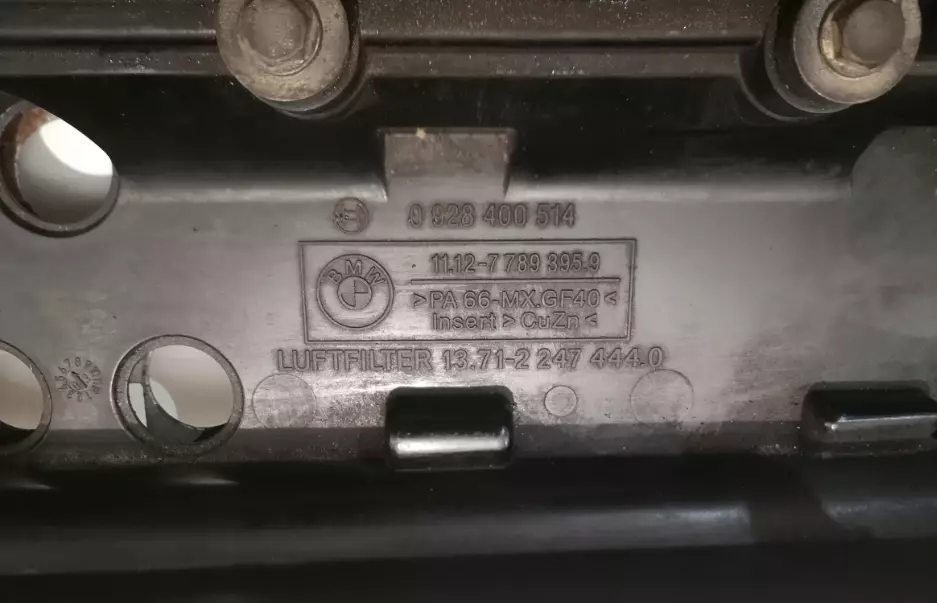 0 928 400 514
BMW
11.12-7 789 395.9
>PA 66-MX.GF40<
Insert > CuZn <
LUFTFILTER 13.71-2 247 444.0